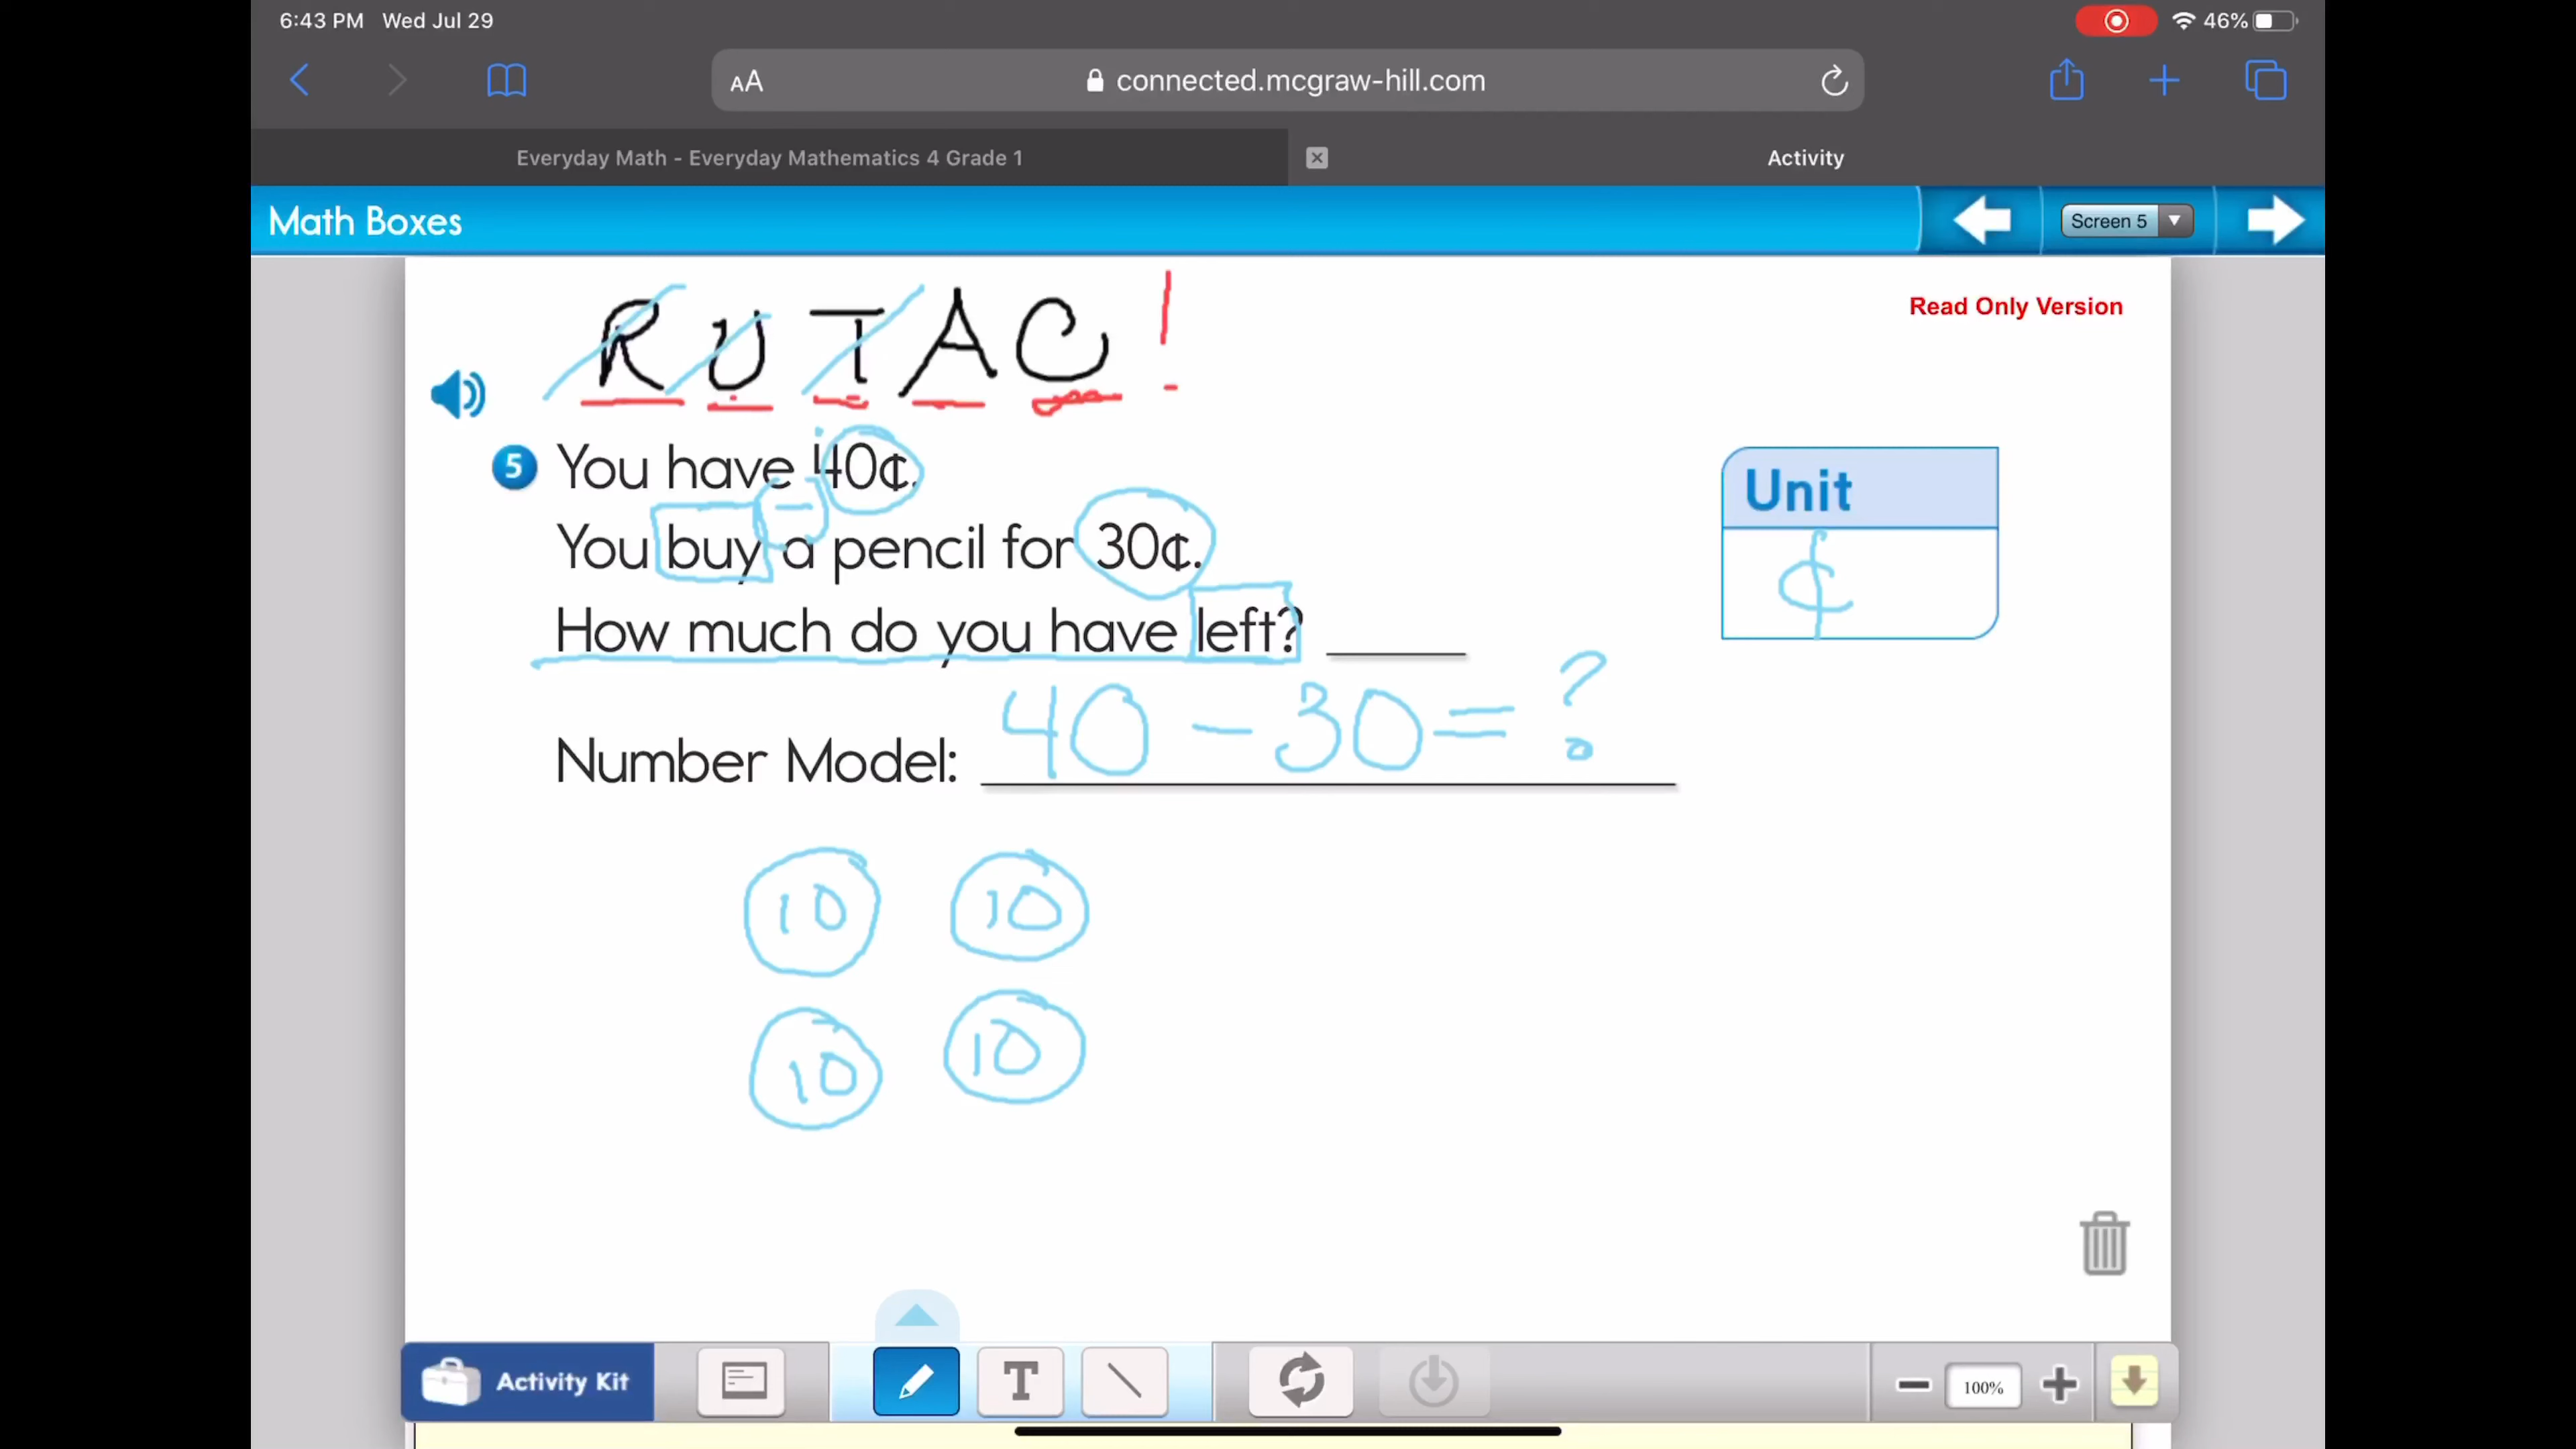 6:43 PM Wed Jul 29
46%
AA connected.mcgraw-hill.com
Everyday Math - Everyday Mathematics 4 Grade 1
Activity
Math Boxes
Screen 5
RUTAC!
Read Only Version
5 You have 40¢.
You buy - a pencil for 30¢.
How much do you have left? ______
Unit
¢
Number Model: 40 - 30 = ?
10 10
10 10
Activity Kit
T
100%